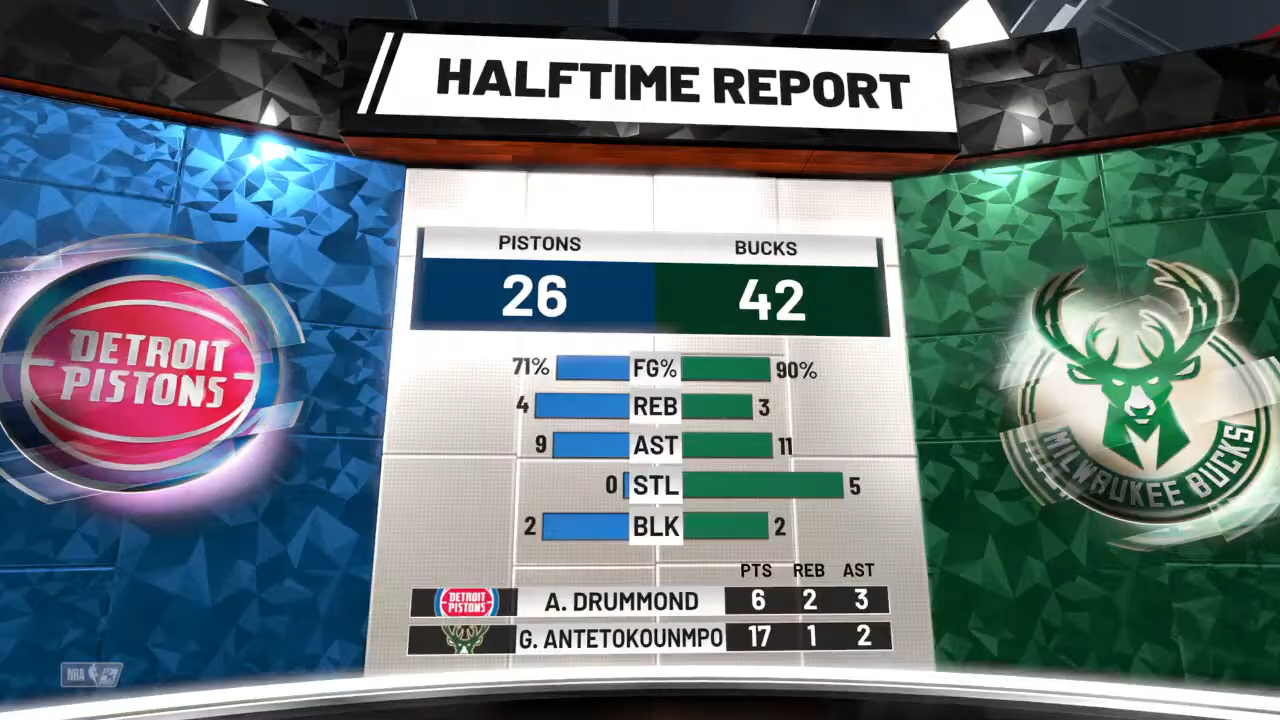 HALFTIME REPORT
PISTONS BUCKS
26 42
71% FG% 90%
4 REB 3
9 AST 11
0 STL 5
2 BLK 2
PTS REB AST
DETROIT PISTONS A. DRUMMOND 6 2 3
G. ANTETOKOUNMPO 17 1 2
DETROIT
PISTONS
MILWAUKEE BUCKS
NBA 2K